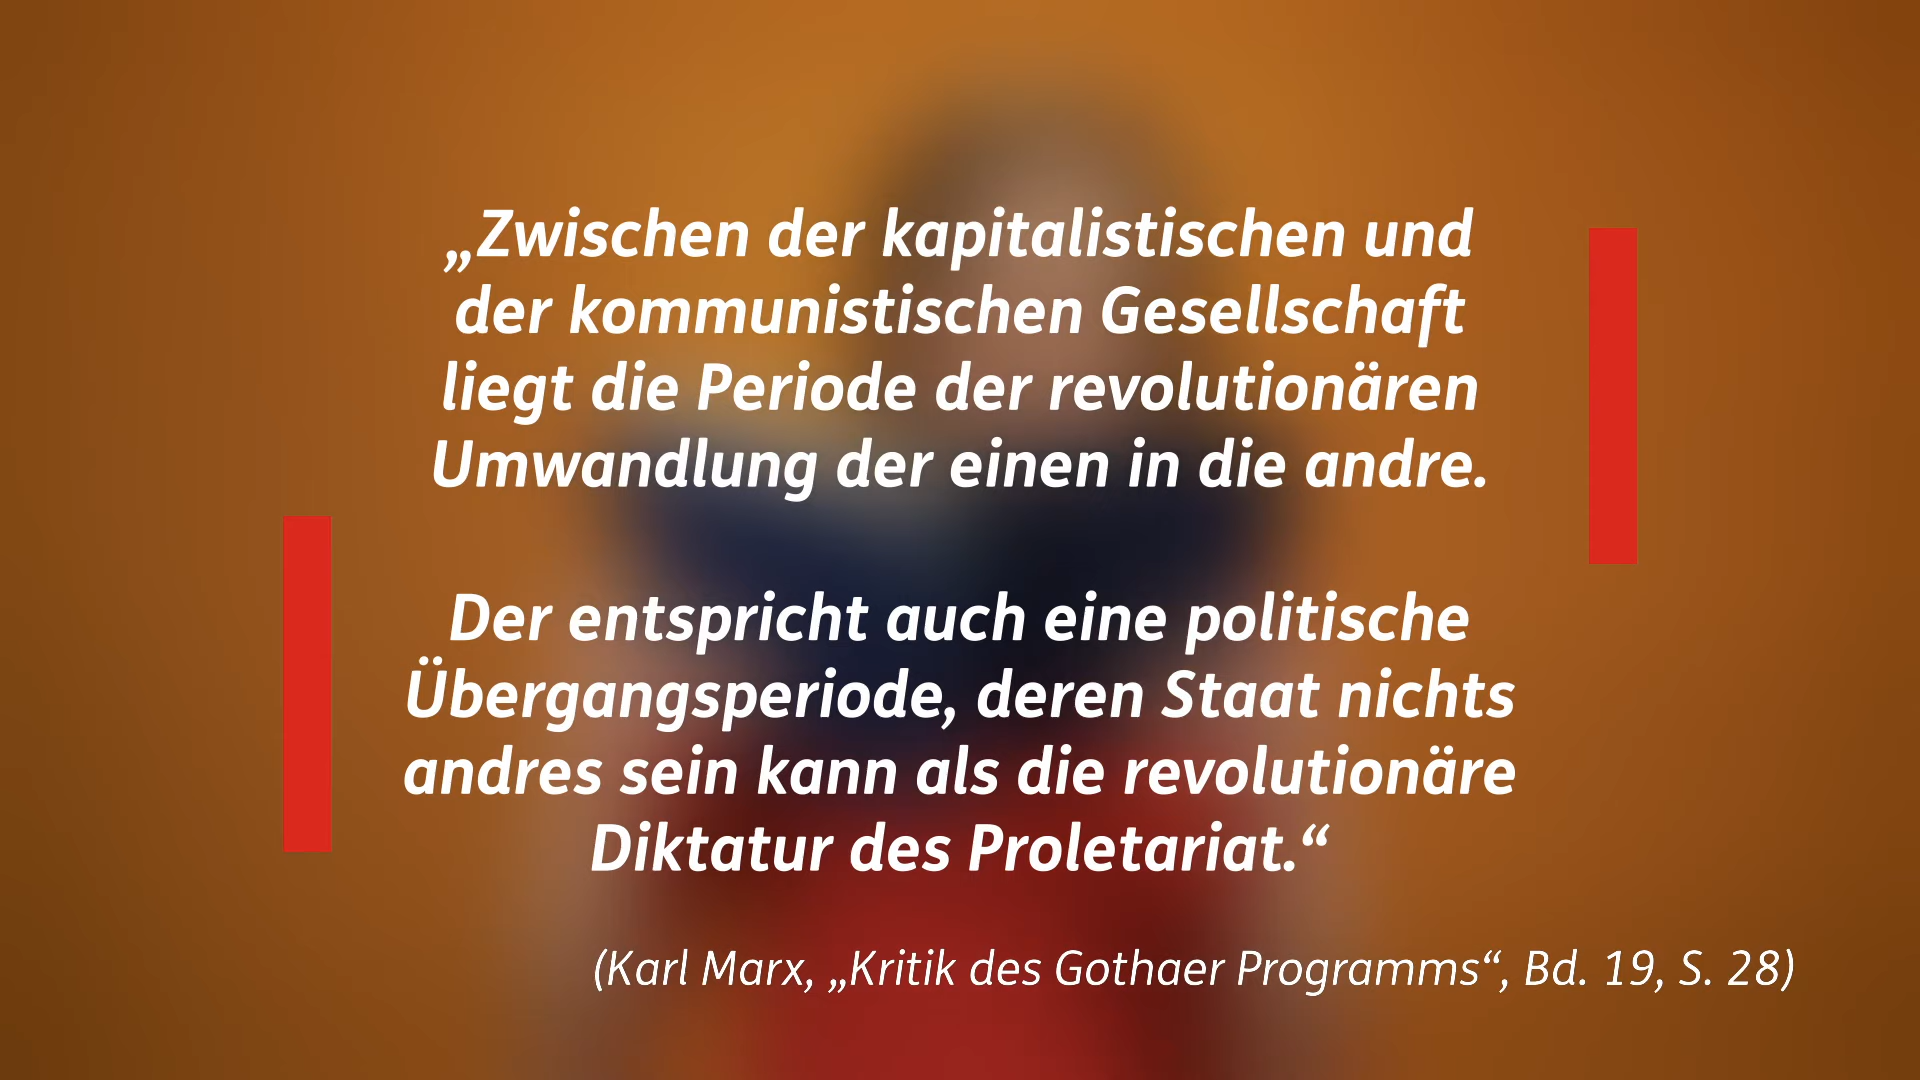 „Zwischen der kapitalistischen und
der kommunistischen Gesellschaft
liegt die Periode der revolutionären
Umwandlung der einen in die andre.
Der entspricht auch eine politische
Übergangsperiode, deren Staat nichts
andres sein kann als die revolutionäre
Diktatur des Proletariat.“
(Karl Marx, „Kritik des Gothaer Programms“, Bd. 19, S. 28)